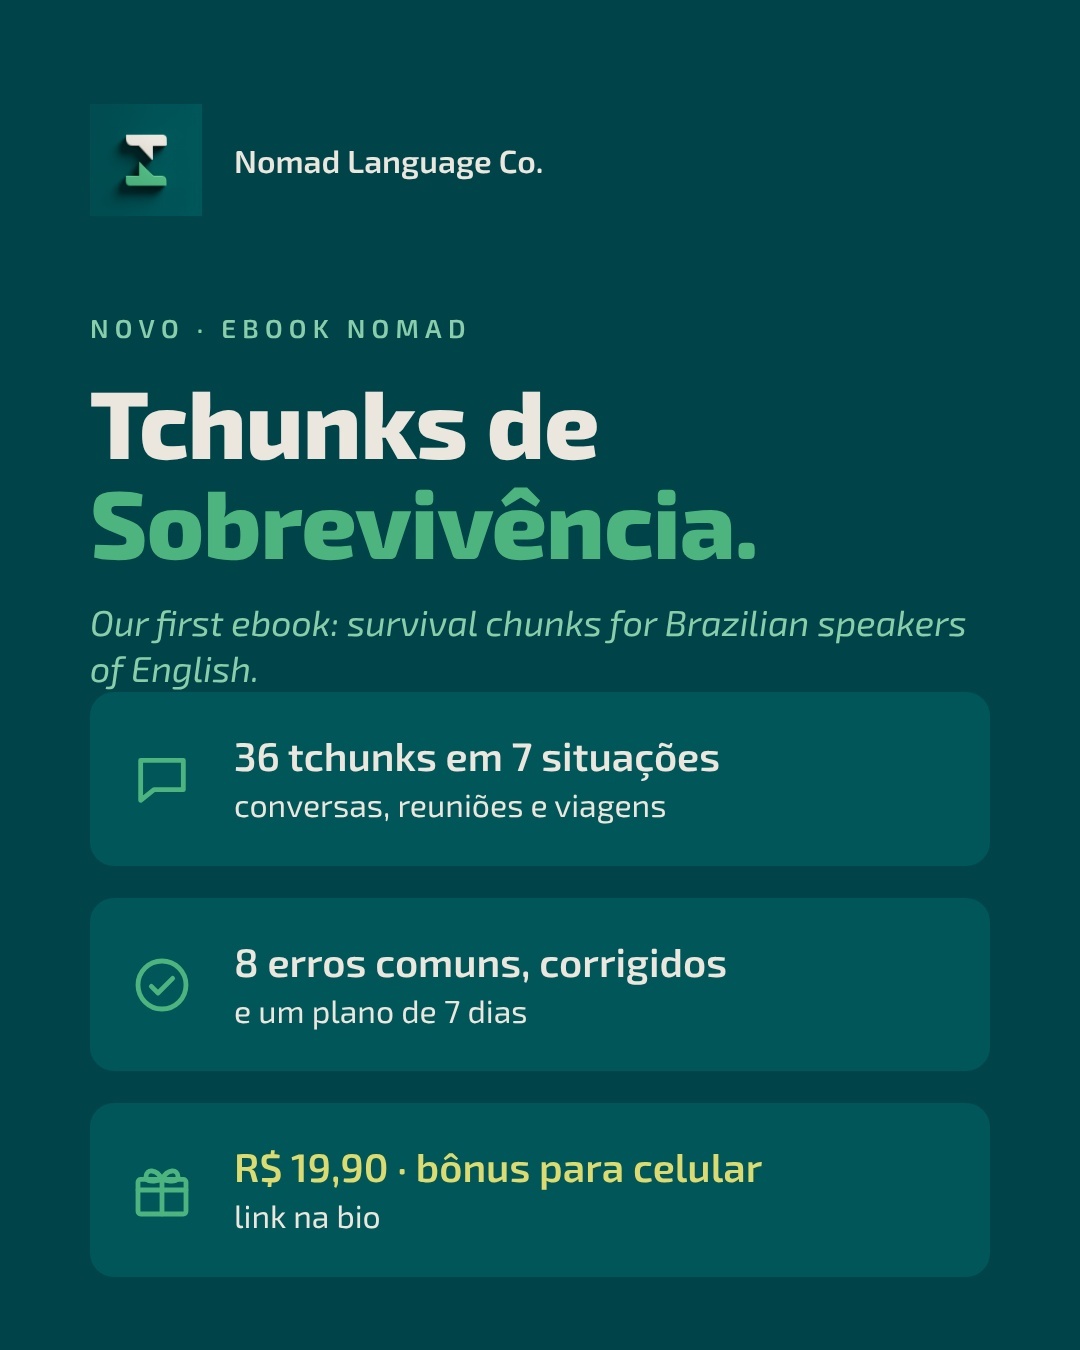 Nomad Language Co.
NOVO · EBOOK NOMAD
Tchunks de
Sobrevivência.
Our first ebook: survival chunks for Brazilian speakers
of English.
36 tchunks em 7 situações
conversas, reuniões e viagens
8 erros comuns, corrigidos
e um plano de 7 dias
R$ 19,90 · bônus para celular
link na bio